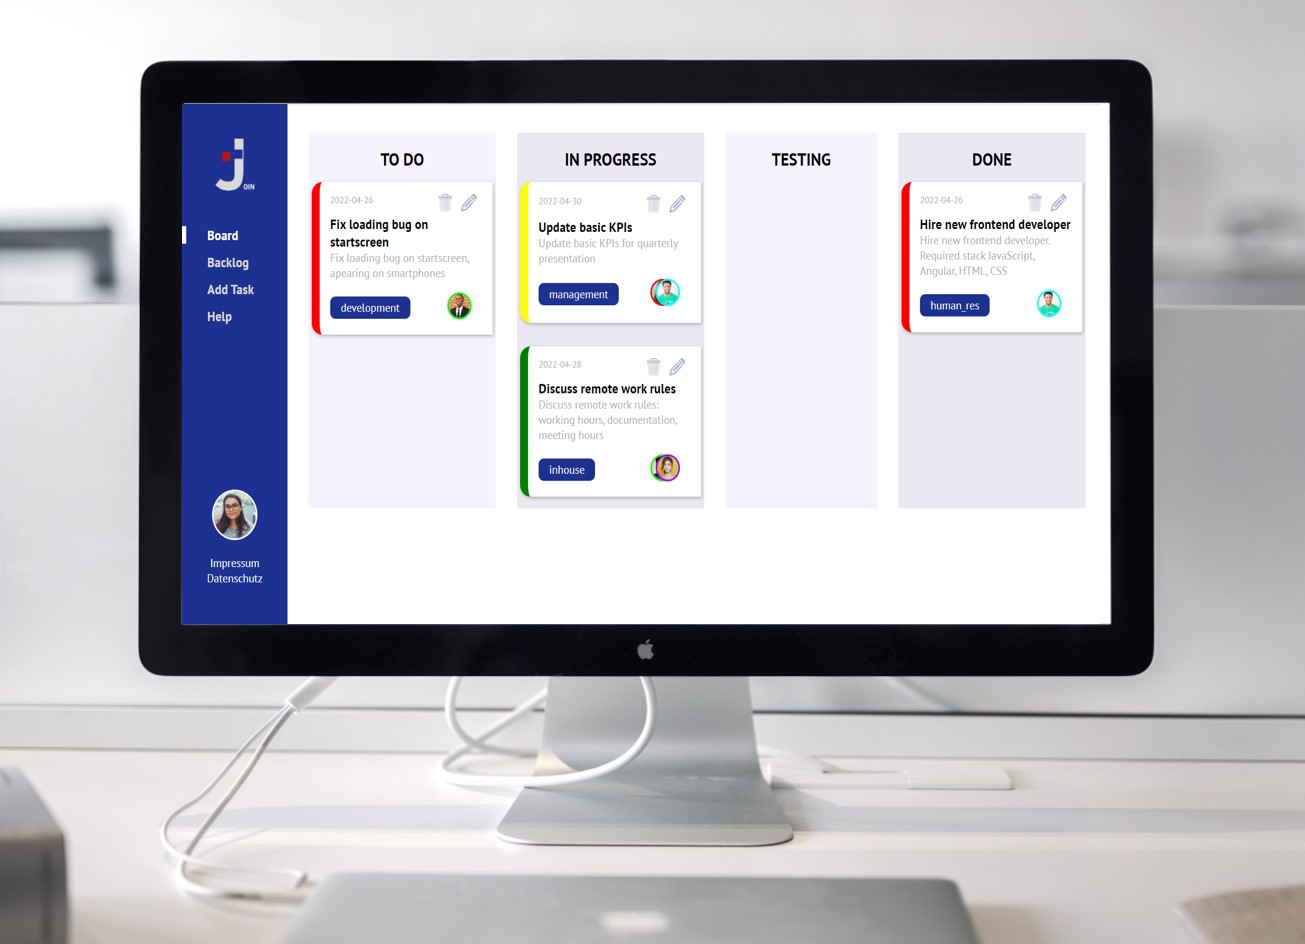 J
OIN
Board
Backlog
Add Task
Help
Impressum
Datenschutz
TO DO
2022-04-26
Fix loading bug on
startscreen
Fix loading bug on startscreen,
apearing on smartphones
development
IN PROGRESS
2022-04-30
Update basic KPIs
Update basic KPIs for quarterly
presentation
management
2022-04-28
Discuss remote work rules
Discuss remote work rules:
working hours, documentation,
meeting hours
inhouse
TESTING
DONE
2022-04-26
Hire new frontend developer
Hire new frontend developer.
Required stack JavaScript,
Angular, HTML, CSS
human_res